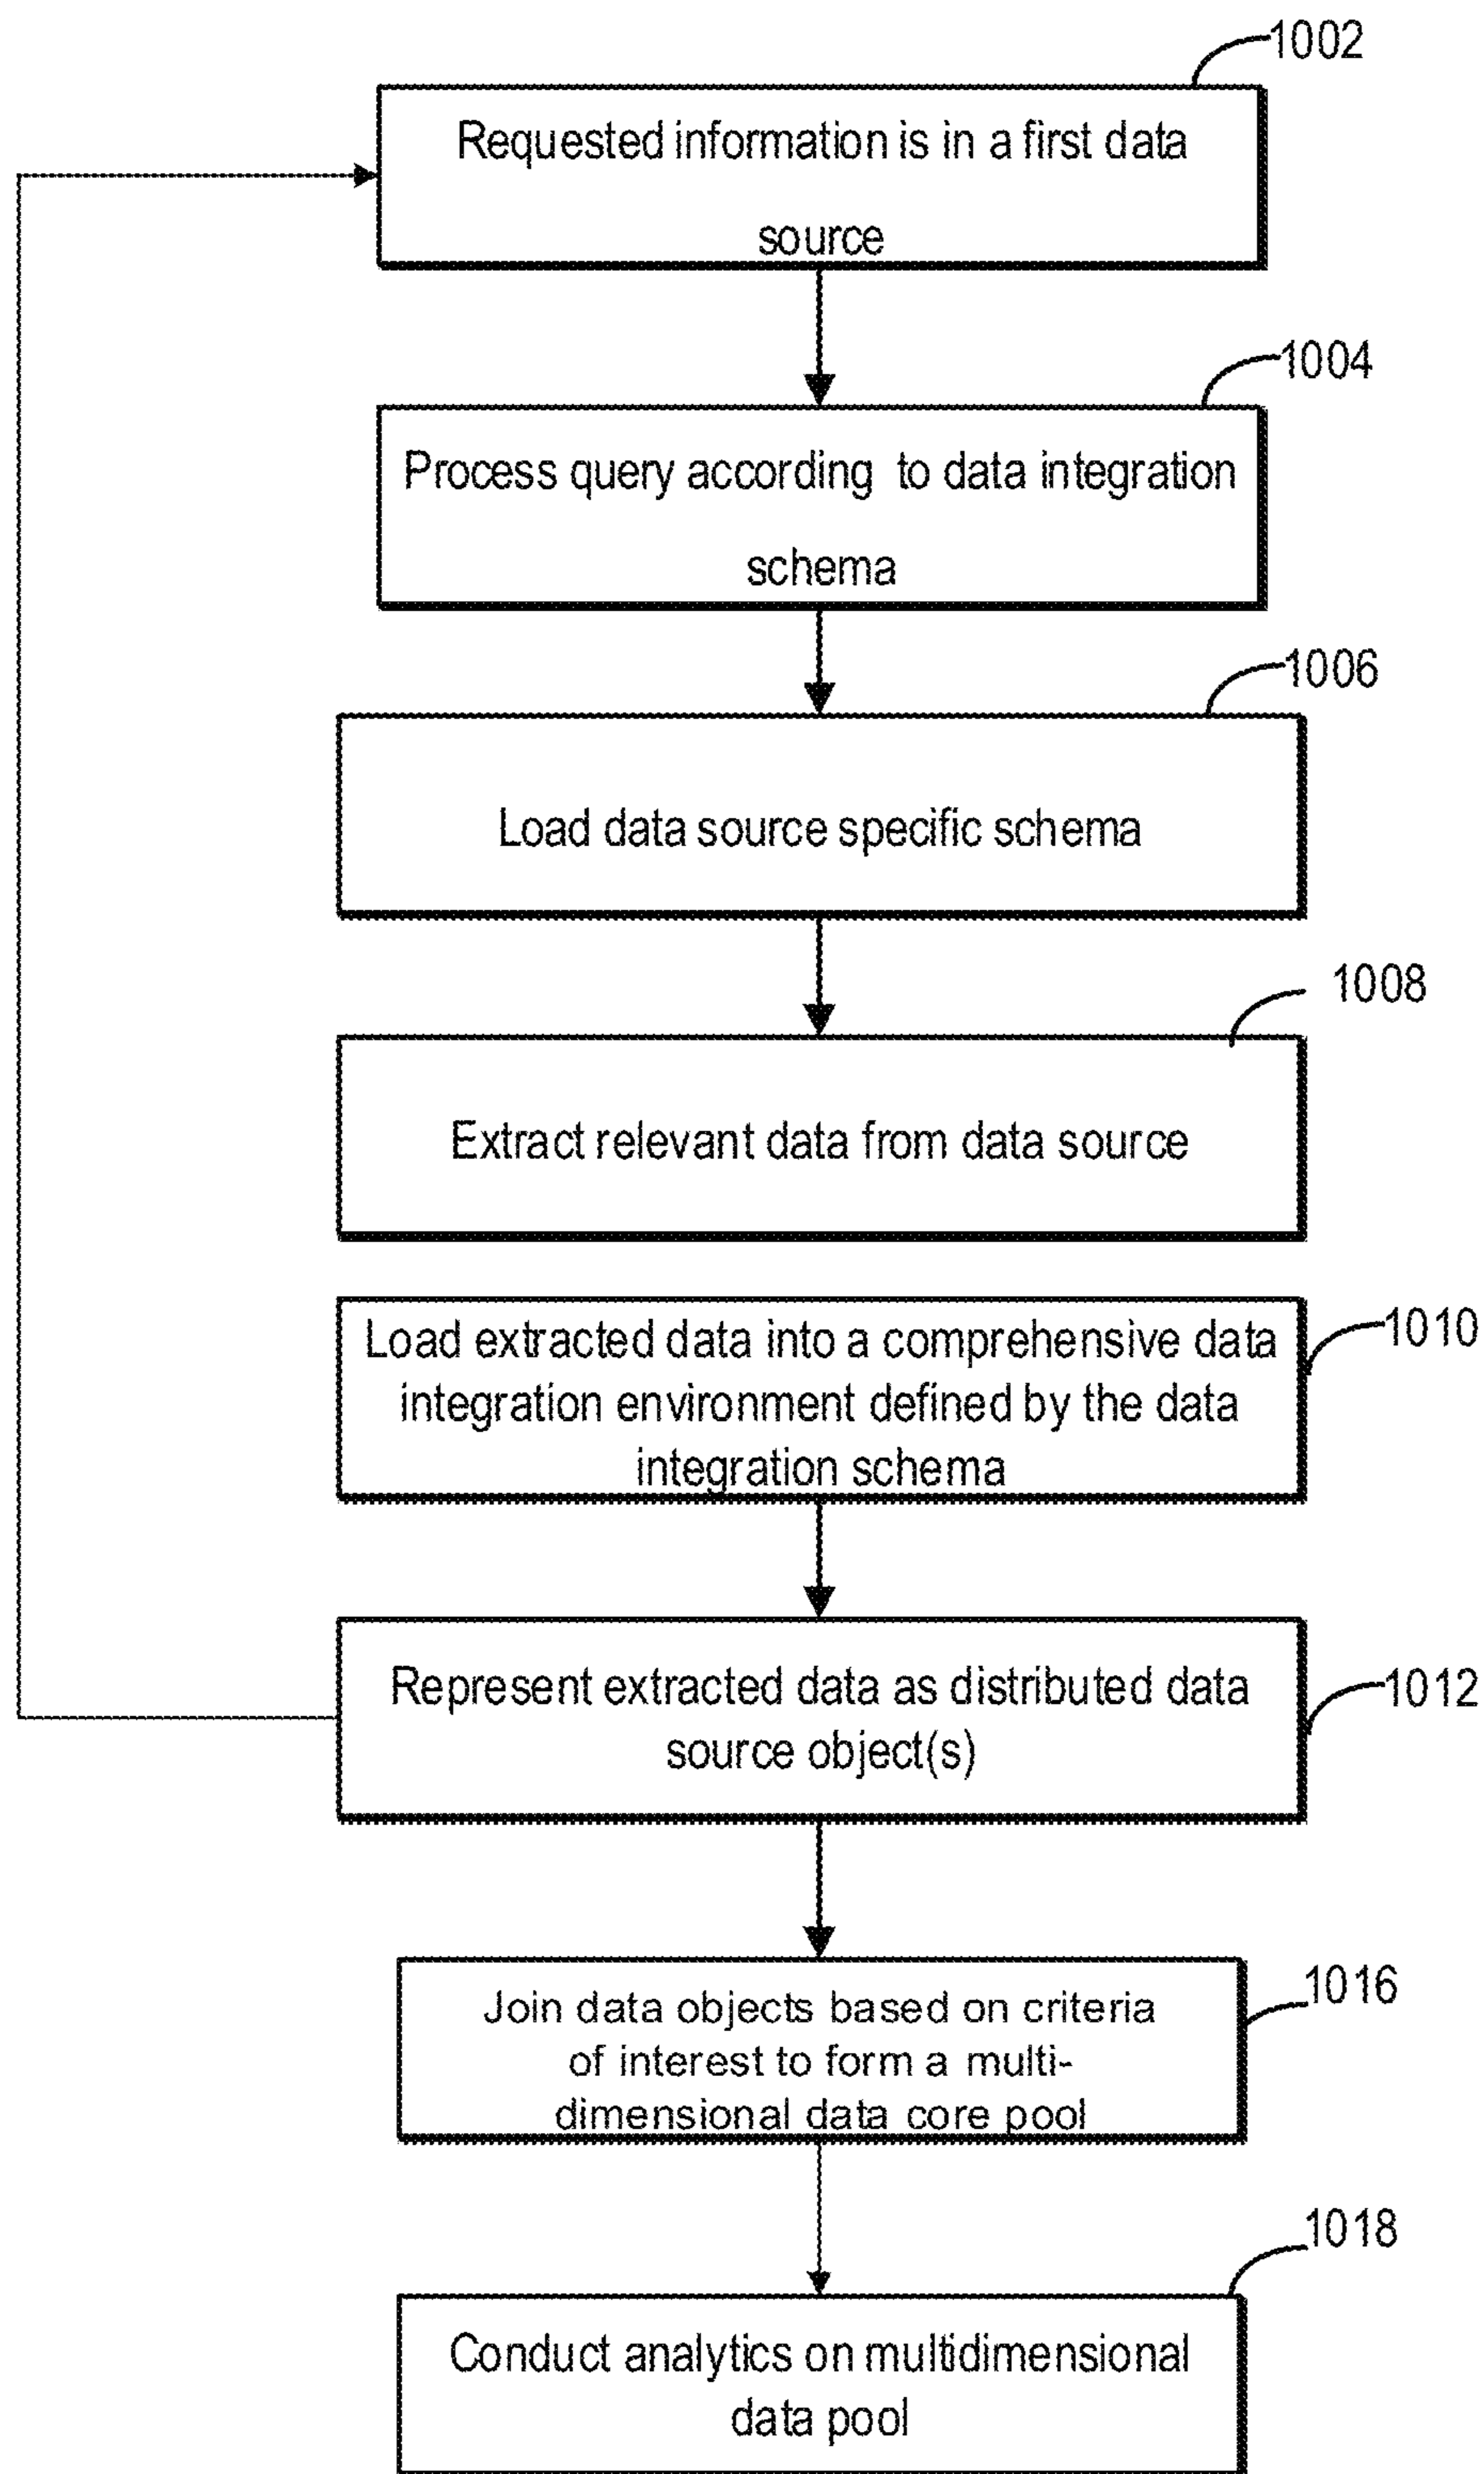 1002
Requested information is in a first data
source
1004
Process query according to data integration
schema
1006
Load data source specific schema
1008
Extract relevant data from data source
1010
Load extracted data into a comprehensive data
integration environment defined by the data
integration schema
1012
Represent extracted data as distributed data
source object(s)
1016
Join data objects based on criteria
of interest to form a multi-
dimensional data core pool
1018
Conduct analytics on multidimensional
data pool